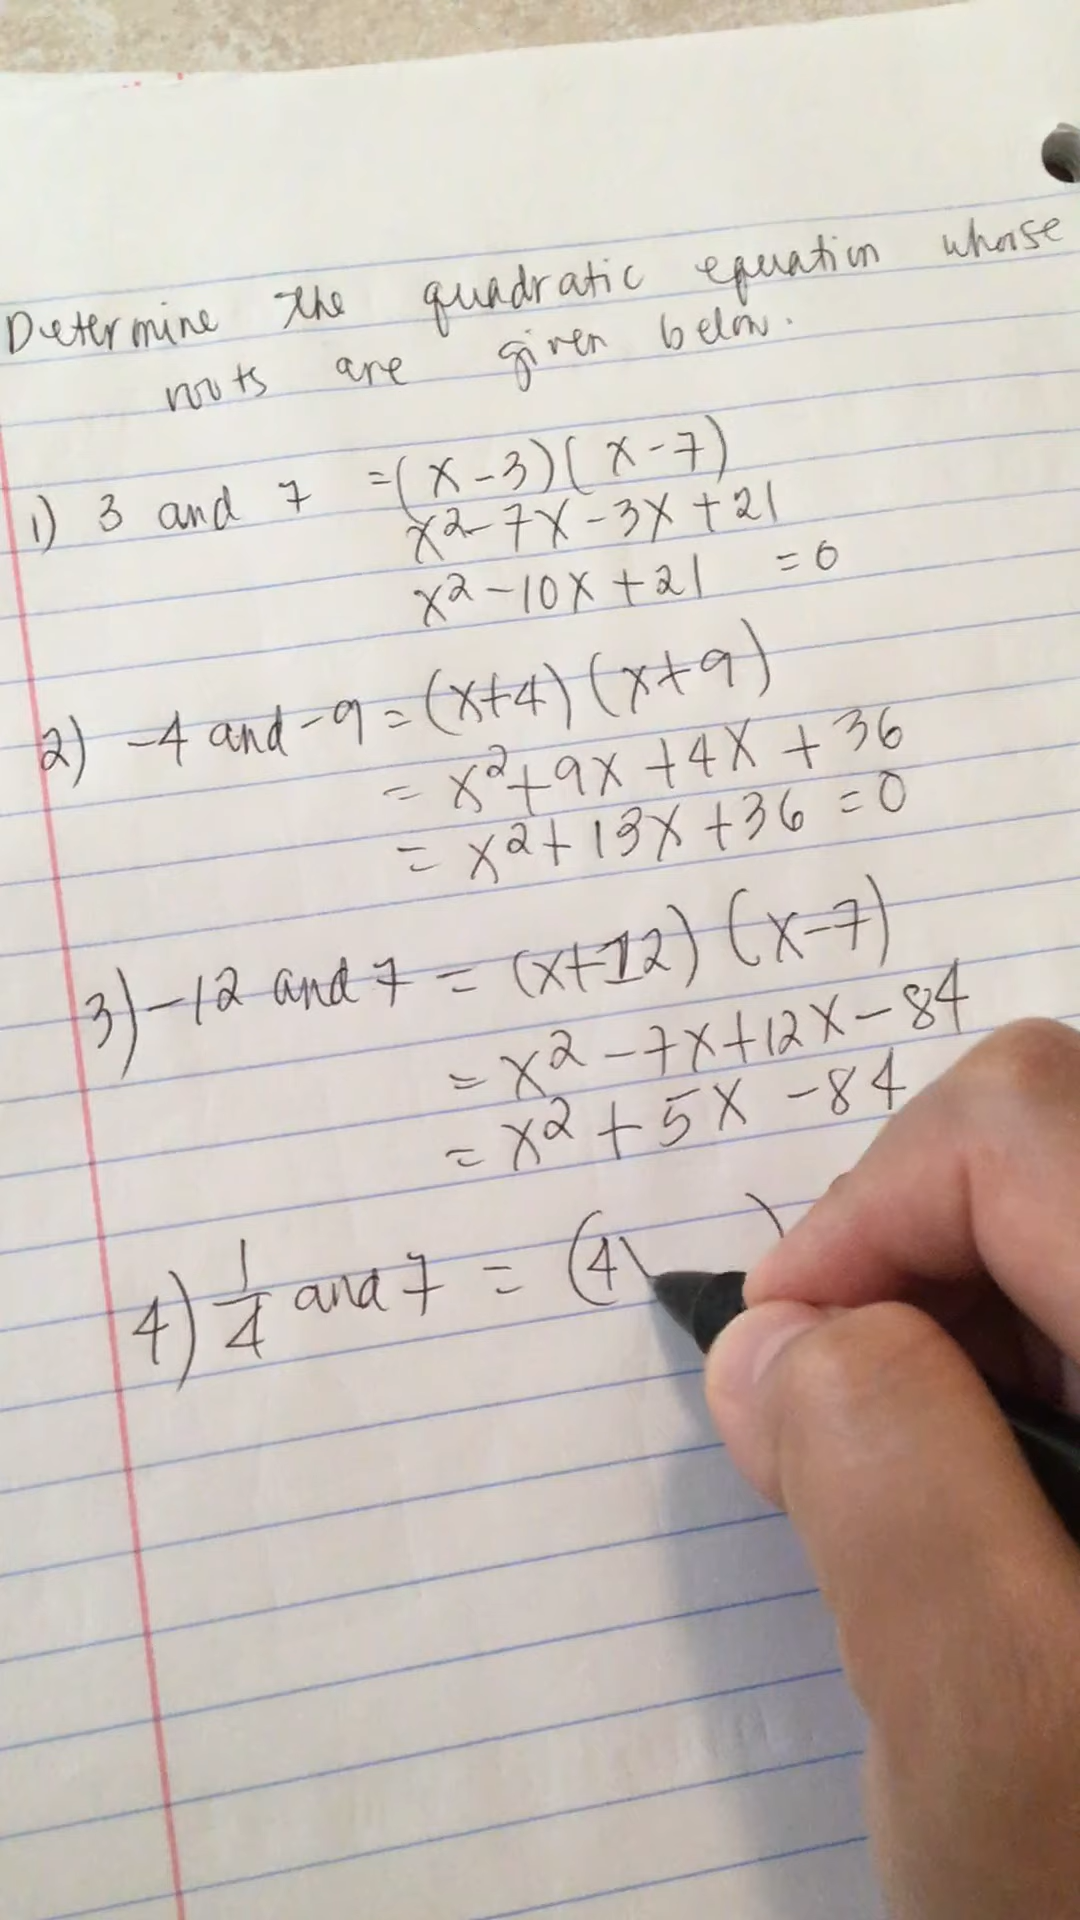 Determine the quadratic equation whose
roots are given below.
1) 3 and 7 =(x-3)(x-7)
x²-7x-3x+21
x²-10x+21 =0
2) -4 and -9=(x+4)(x+9)
= x²+9x+4x+36
= x²+13x+36=0
3) -12 and 7 = (x+12)(x-7)
= x²-7x+12x-84
= x²+5x-84
4) 1/4 and 7 = (4 )